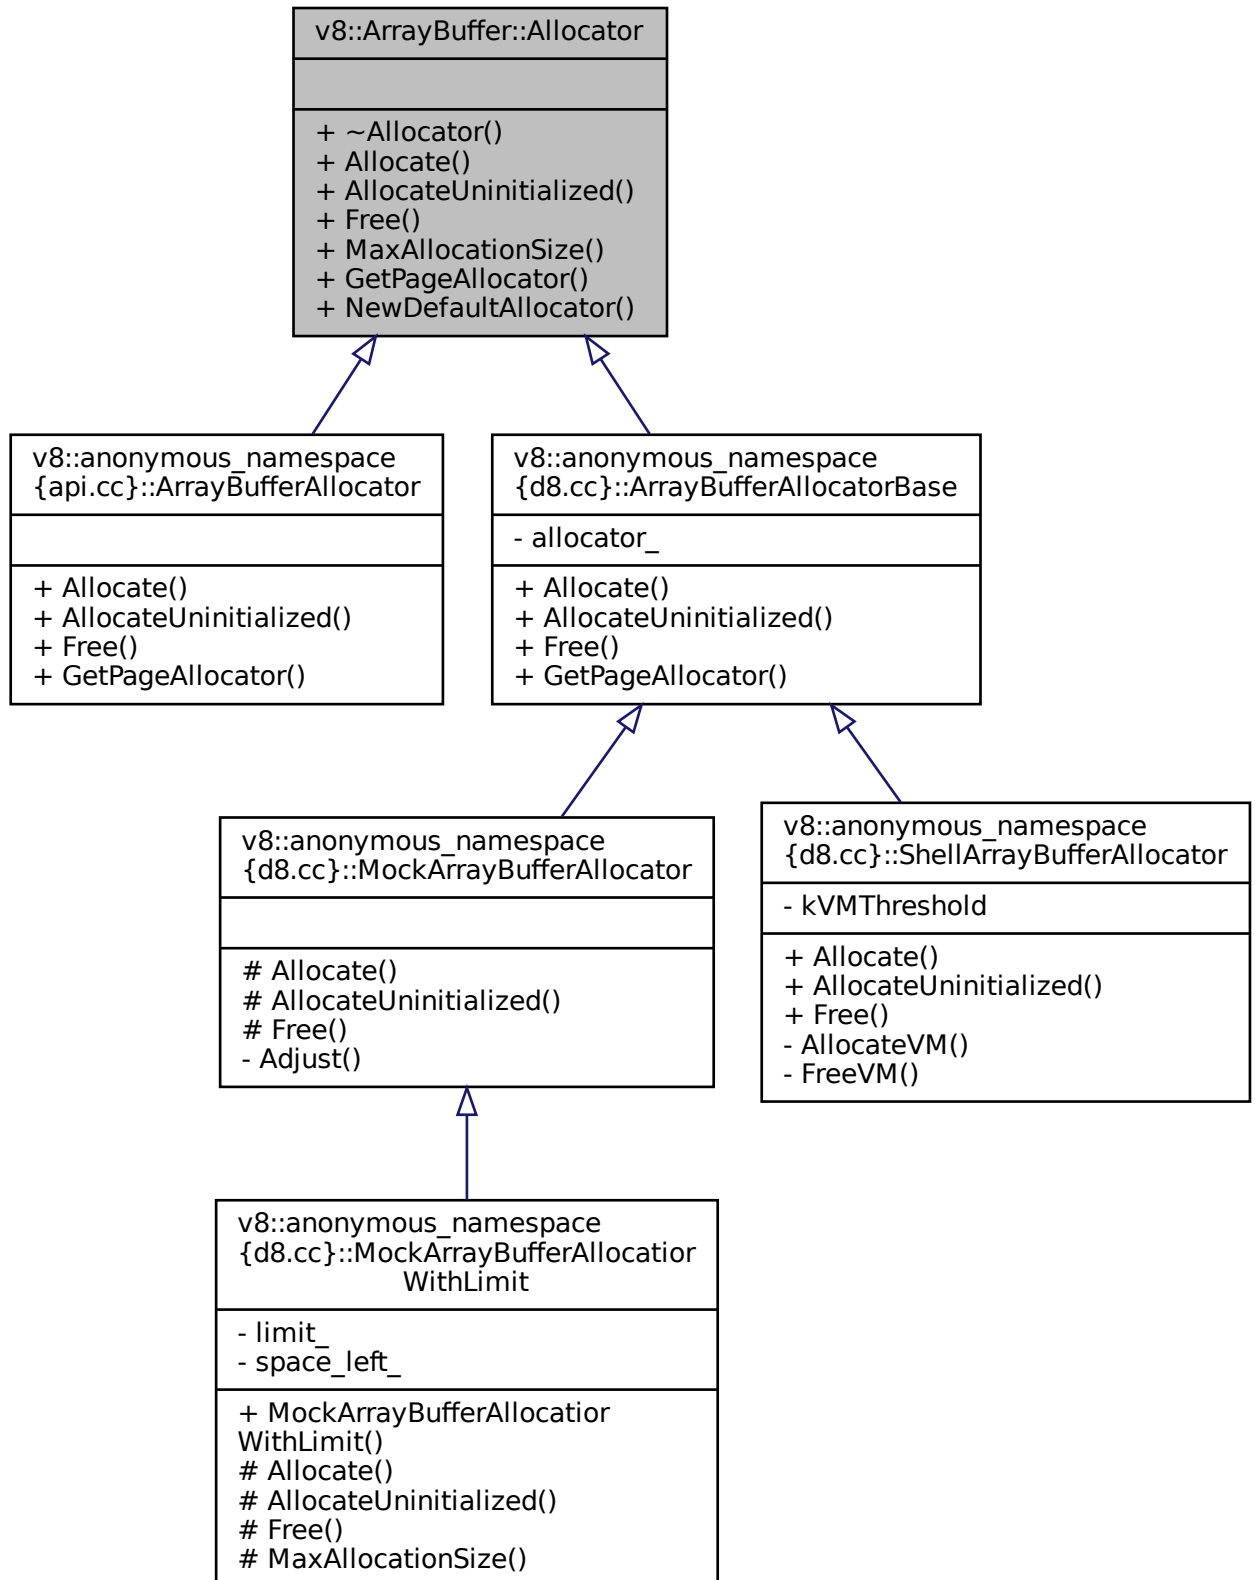 v8::ArrayBuffer::Allocator
+ ~Allocator()
+ Allocate()
+ AllocateUninitialized()
+ Free()
+ MaxAllocationSize()
+ GetPageAllocator()
+ NewDefaultAllocator()
v8::anonymous_namespace
{api.cc}::ArrayBufferAllocator
+ Allocate()
+ AllocateUninitialized()
+ Free()
+ GetPageAllocator()
v8::anonymous_namespace
{d8.cc}::ArrayBufferAllocatorBase
- allocator_
+ Allocate()
+ AllocateUninitialized()
+ Free()
+ GetPageAllocator()
v8::anonymous_namespace
{d8.cc}::MockArrayBufferAllocator
# Allocate()
# AllocateUninitialized()
# Free()
- Adjust()
v8::anonymous_namespace
{d8.cc}::ShellArrayBufferAllocator
- kVMThreshold
+ Allocate()
+ AllocateUninitialized()
+ Free()
- AllocateVM()
- FreeVM()
v8::anonymous_namespace
{d8.cc}::MockArrayBufferAllocatior
WithLimit
- limit_
- space_left_
+ MockArrayBufferAllocatior
WithLimit()
# Allocate()
# AllocateUninitialized()
# Free()
# MaxAllocationSize()